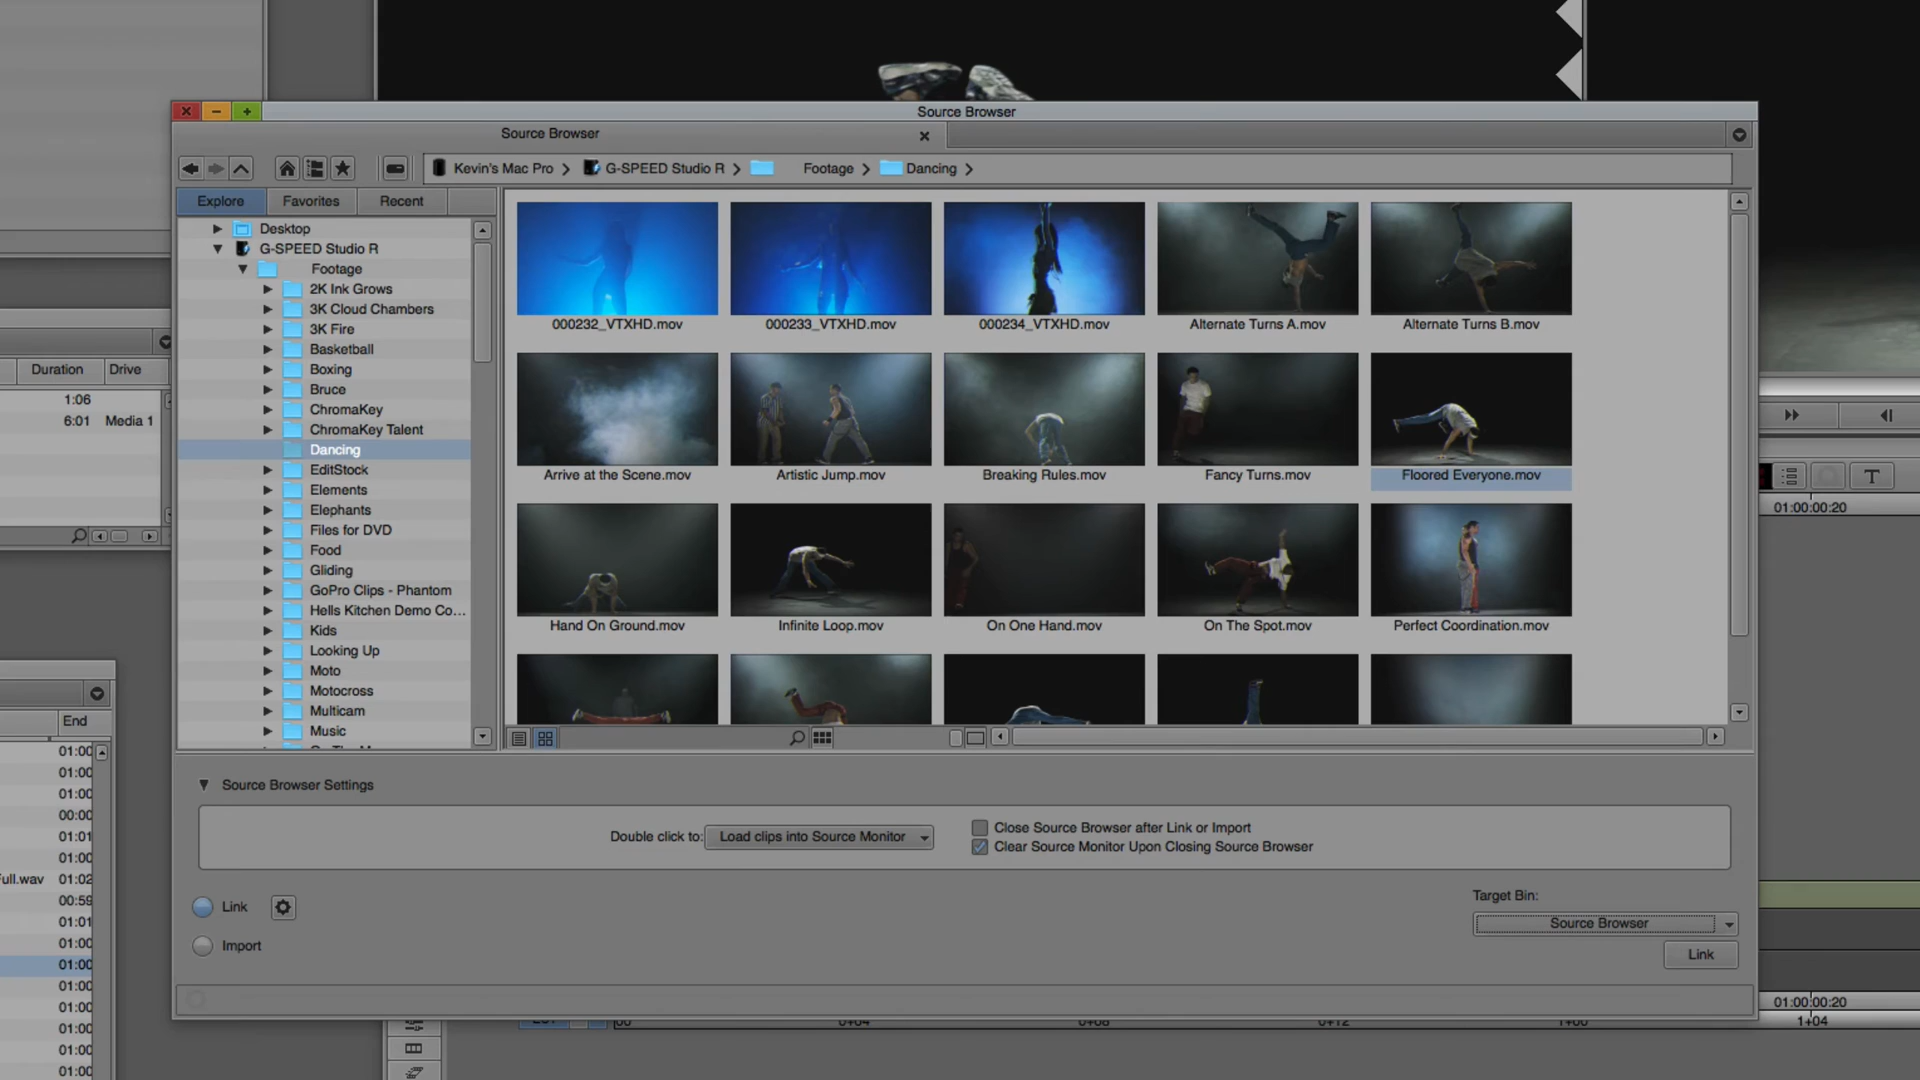 Source Browser
Source Browser
Kevin's Mac Pro
G-SPEED Studio R
Footage
Dancing
Explore
Favorites
Recent
Desktop
G-SPEED Studio R
Footage
2K Ink Grows
3K Cloud Chambers
3K Fire
Basketball
Boxing
Bruce
ChromaKey
ChromaKey Talent
Dancing
EditStock
Elements
Elephants
Files for DVD
Food
Gliding
GoPro Clips - Phantom
Hells Kitchen Demo Co...
Kids
Looking Up
Moto
Motocross
Multicam
Music
000232_VTXHD.mov
000233_VTXHD.mov
000234_VTXHD.mov
Alternate Turns A.mov
Alternate Turns B.mov
Arrive at the Scene.mov
Artistic Jump.mov
Breaking Rules.mov
Fancy Turns.mov
Floored Everyone.mov
Hand On Ground.mov
Infinite Loop.mov
On One Hand.mov
On The Spot.mov
Perfect Coordination.mov
Source Browser Settings
Double click to: Load clips into Source Monitor
Close Source Browser after Link or Import
Clear Source Monitor Upon Closing Source Browser
Link
Import
Target Bin:
Source Browser
Link
Duration Drive
1:06
6:01 Media 1
End
01:00
01:00
01:00
00:00
01:01
01:00
Full.wav 01:02
00:59
01:01
01:00
01:00
01:00
01:00
01:00
01:00
01:00
T
01:00:00:20
01:00:00:20
1+04